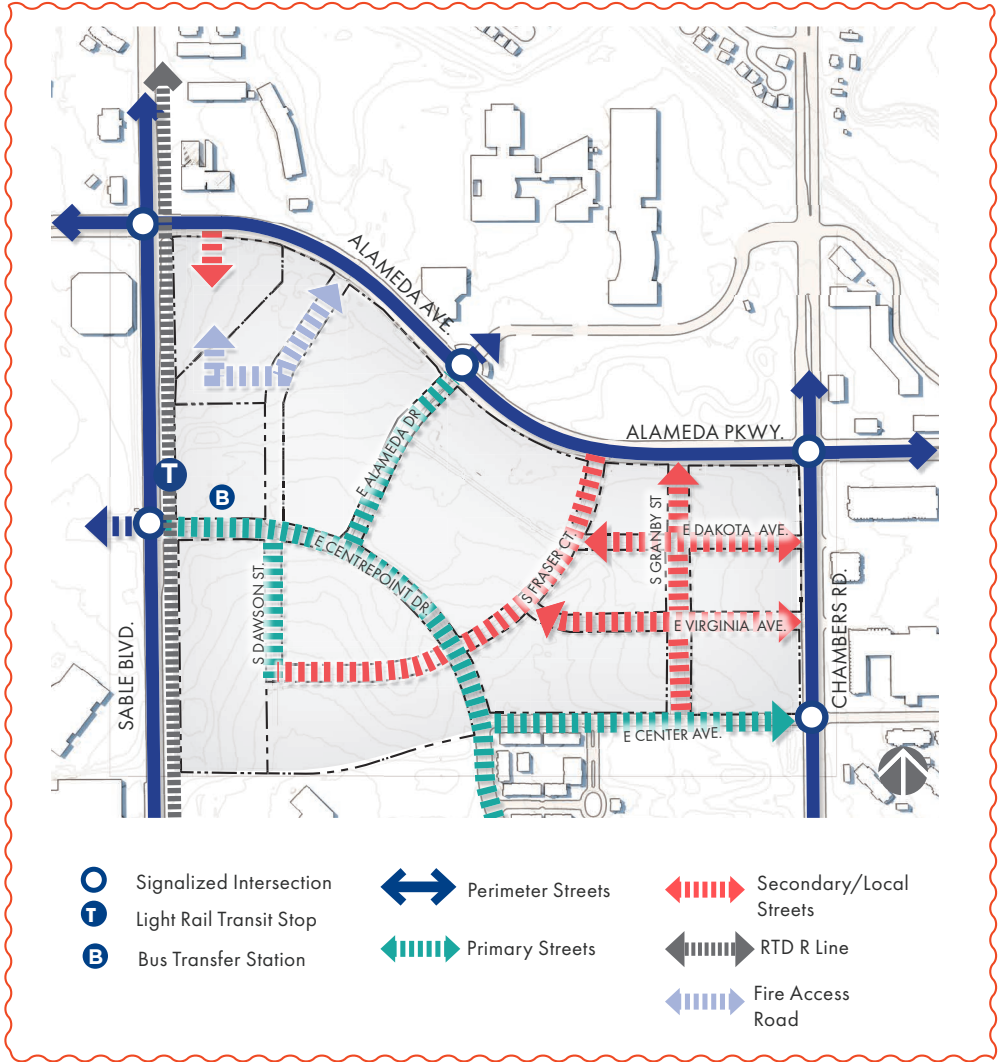 ALAMEDA AVE.
ALAMEDA PKWY.
E ALAMEDA DR
T
B
E CENTREPOINT DR.
S DAWSON ST.
S FRASER CT.
S GRANBY ST
E DAKOTA AVE.
E VIRGINIA AVE.
E CENTER AVE.
SABLE BLVD.
CHAMBERS RD.
Signalized Intersection
T
Light Rail Transit Stop
B
Bus Transfer Station
Perimeter Streets
Primary Streets
Secondary/Local
Streets
RTD R Line
Fire Access
Road